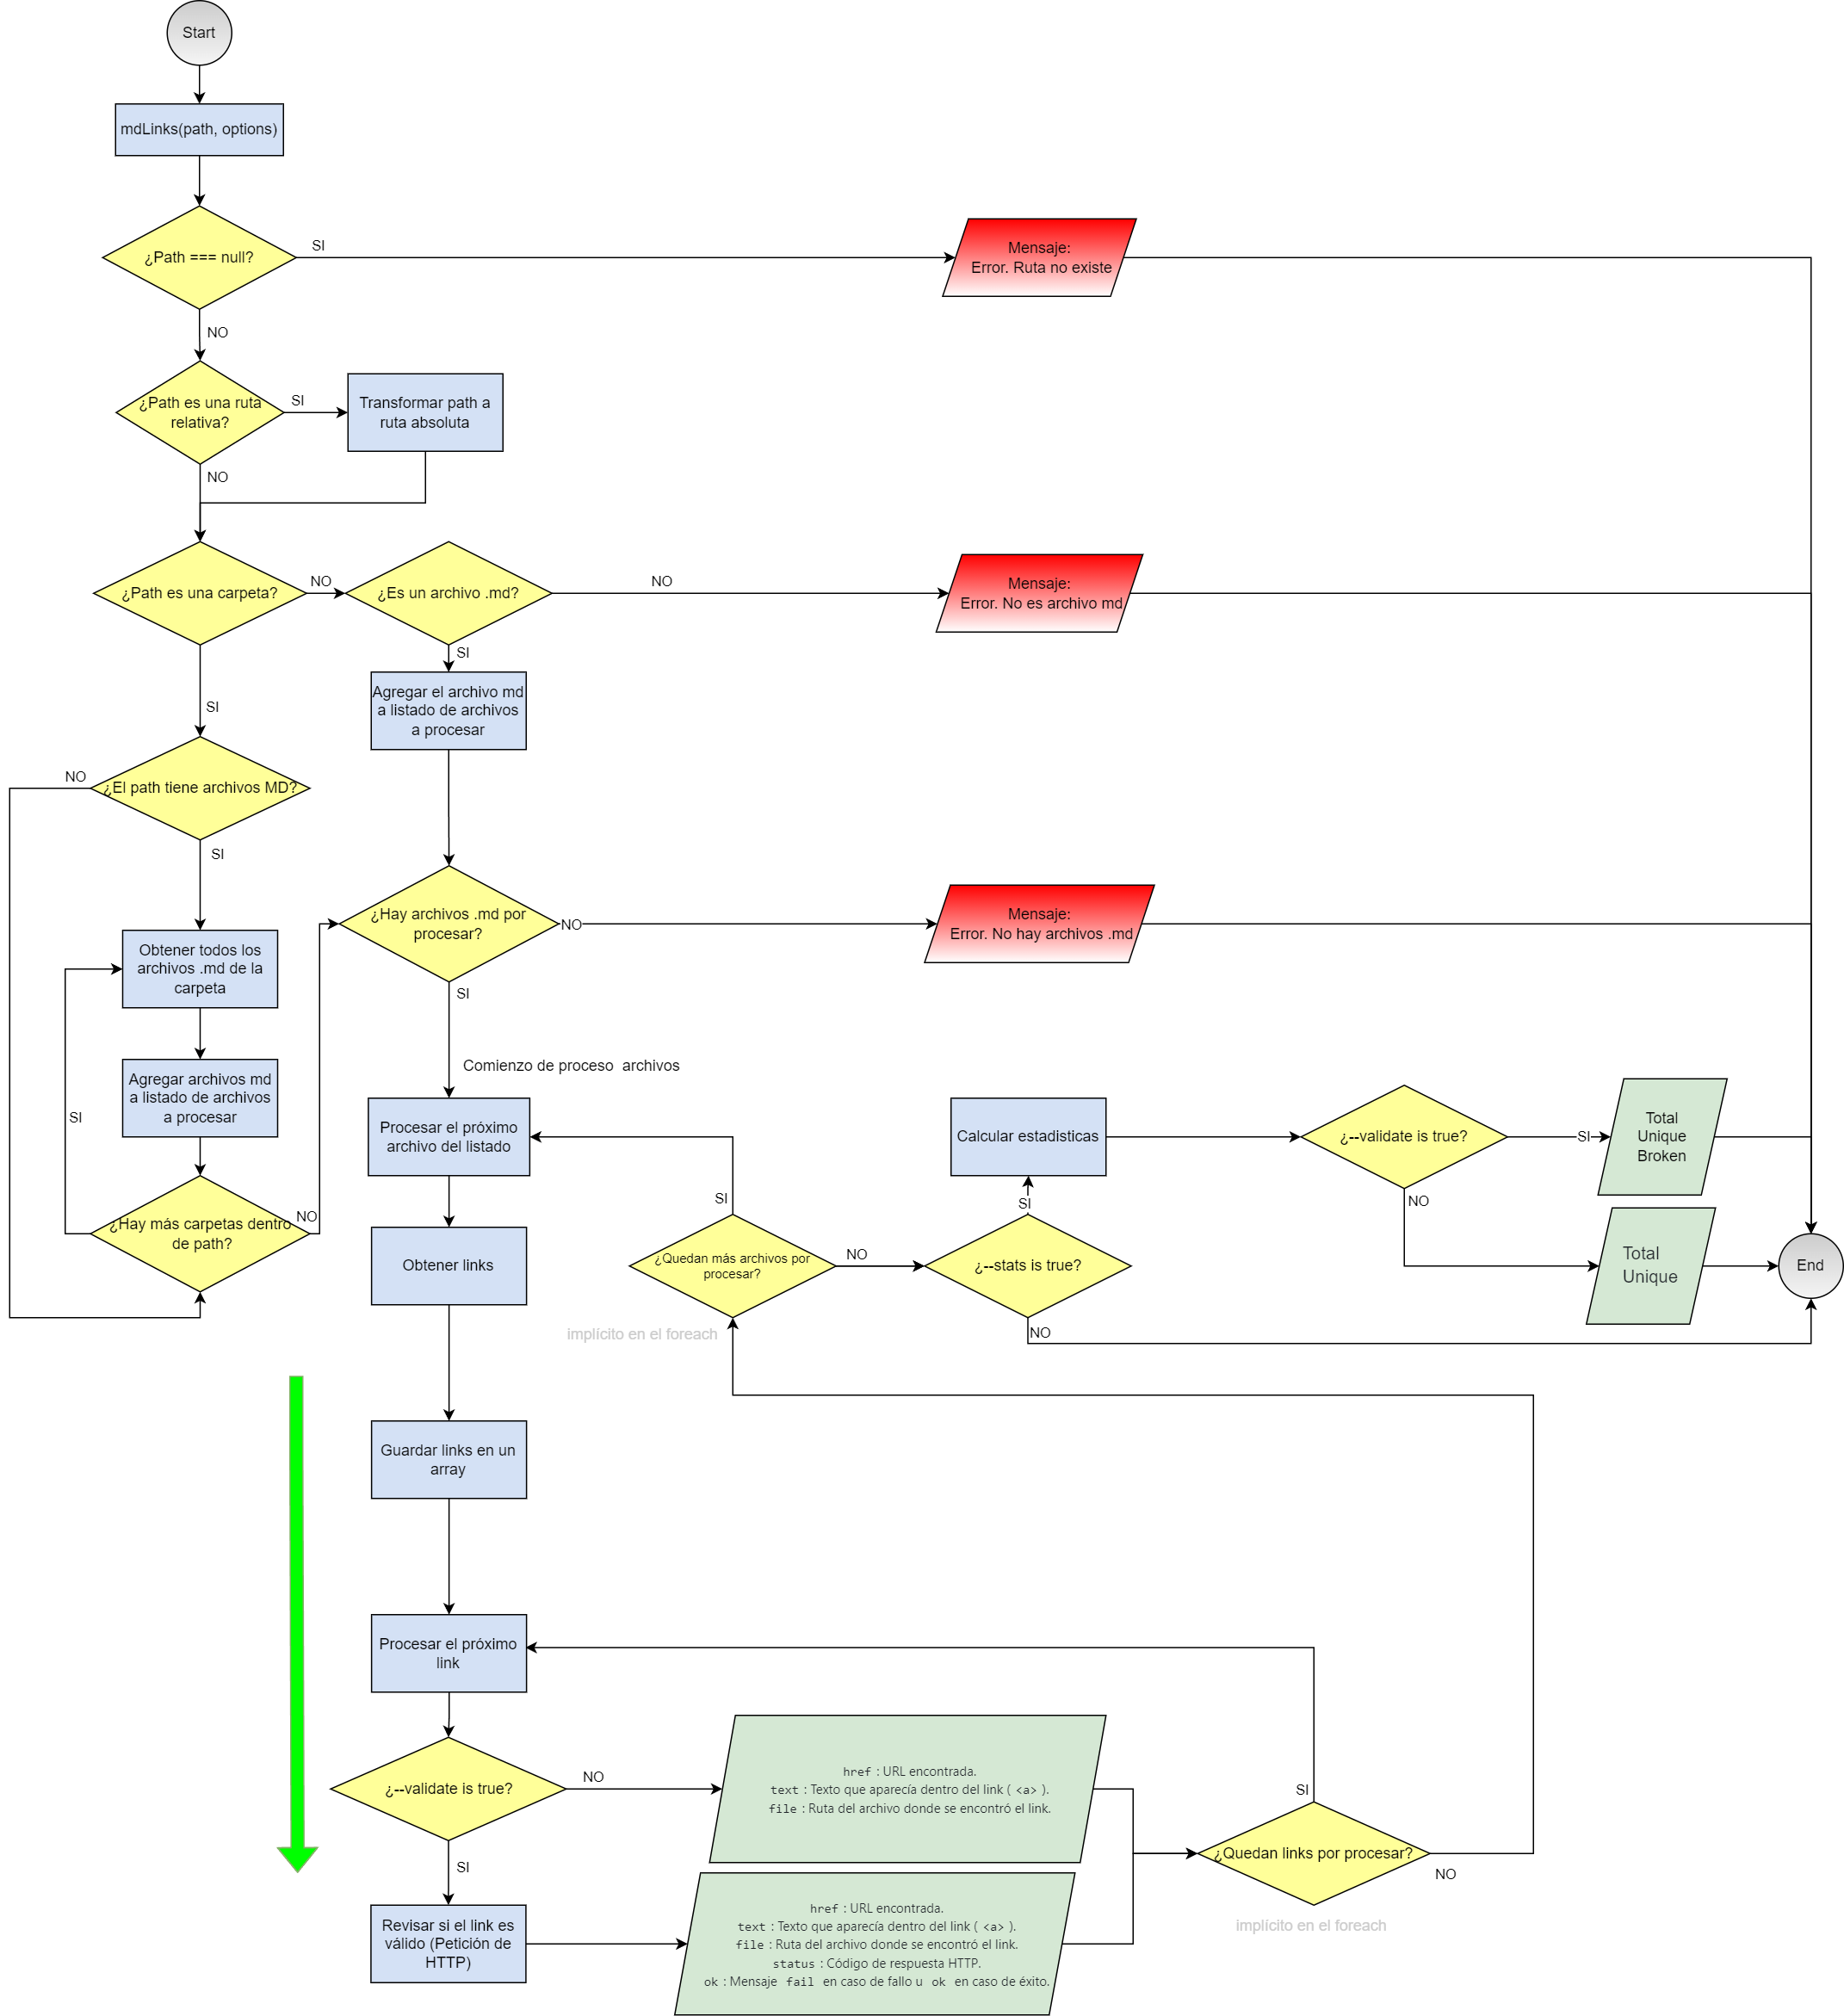 Start
mdLinks(path, options)
¿Path === null?
SI
Mensaje:
Error. Ruta no existe
NO
¿Path es una ruta
relativa?
SI
Transformar path a
ruta absoluta
NO
¿Path es una carpeta?
NO
¿Es un archivo .md?
NO
Mensaje:
Error. No es archivo md
SI
Agregar el archivo md
a listado de archivos
a procesar
SI
¿El path tiene archivos MD?
NO
SI
¿Hay archivos .md por
procesar?
NO
Mensaje:
Error. No hay archivos .md
Obtener todos los
archivos .md de la
carpeta
SI
Comienzo de proceso  archivos
Agregar archivos md
a listado de archivos
a procesar
SI
Procesar el próximo
archivo del listado
Calcular estadisticas
¿--validate is true?
SI
Total
Unique
Broken
¿Hay más carpetas dentro
de path?
NO
SI
SI
NO
Obtener links
¿Quedan más archivos por
procesar?
NO
¿--stats is true?
Total
Unique
End
implícito en el foreach
NO
Guardar links en un
array
Procesar el próximo
link
¿--validate is true?
NO
href : URL encontrada.
text : Texto que aparecía dentro del link ( <a> ).
file : Ruta del archivo donde se encontró el link.
SI
¿Quedan links por procesar?
NO
SI
Revisar si el link es
válido (Petición de
HTTP)
href : URL encontrada.
text : Texto que aparecía dentro del link ( <a> ).
file : Ruta del archivo donde se encontró el link.
status : Código de respuesta HTTP.
ok : Mensaje fail en caso de fallo u ok en caso de éxito.
implícito en el foreach